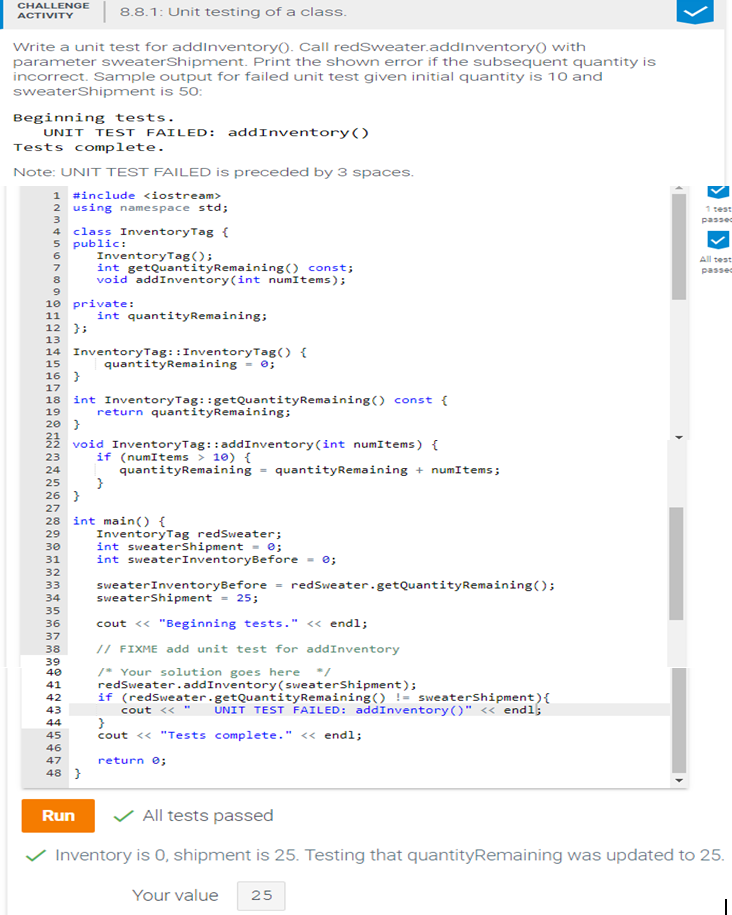 CHALLENGE
ACTIVITY
8.8.1: Unit testing of a class.
Write a unit test for addInventory(). Call redSweater.addInventory() with
parameter sweaterShipment. Print the shown error if the subsequent quantity is
incorrect. Sample output for failed unit test given initial quantity is 10 and
sweaterShipment is 50:
Beginning tests.
   UNIT TEST FAILED: addInventory()
Tests complete.
Note: UNIT TEST FAILED is preceded by 3 spaces.
1 #include <iostream>
2 using namespace std;
3
4 class InventoryTag {
5 public:
6    InventoryTag();
7    int getQuantityRemaining() const;
8    void addInventory(int numItems);
9
10 private:
11    int quantityRemaining;
12 };
13
14 InventoryTag::InventoryTag() {
15     quantityRemaining = 0;
16 }
17
18 int InventoryTag::getQuantityRemaining() const {
19    return quantityRemaining;
20 }
21
22 void InventoryTag::addInventory(int numItems) {
23    if (numItems > 10) {
24       quantityRemaining = quantityRemaining + numItems;
25    }
26 }
27
28 int main() {
29    InventoryTag redSweater;
30    int sweaterShipment = 0;
31    int sweaterInventoryBefore = 0;
32
33    sweaterInventoryBefore = redSweater.getQuantityRemaining();
34    sweaterShipment = 25;
35
36    cout << "Beginning tests." << endl;
37
38    // FIXME add unit test for addInventory
39
40    /* Your solution goes here  */
41    redSweater.addInventory(sweaterShipment);
42    if (redSweater.getQuantityRemaining() != sweaterShipment){
43       cout << "   UNIT TEST FAILED: addInventory()" << endl;
44    }
45    cout << "Tests complete." << endl;
46
47    return 0;
48 }
1 test
passed
All test
passed
Run
All tests passed
Inventory is 0, shipment is 25. Testing that quantityRemaining was updated to 25.
Your value 25